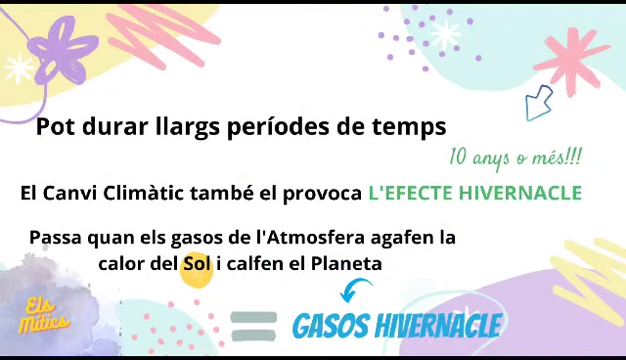 Pot durar llargs períodes de temps
10 anys o més!!!
El Canvi Climàtic també el provoca L'EFECTE HIVERNACLE
Passa quan els gasos de l'Atmosfera agafen la
calor del Sol i calfen el Planeta
Els
Mítics
= GASOS HIVERNACLE